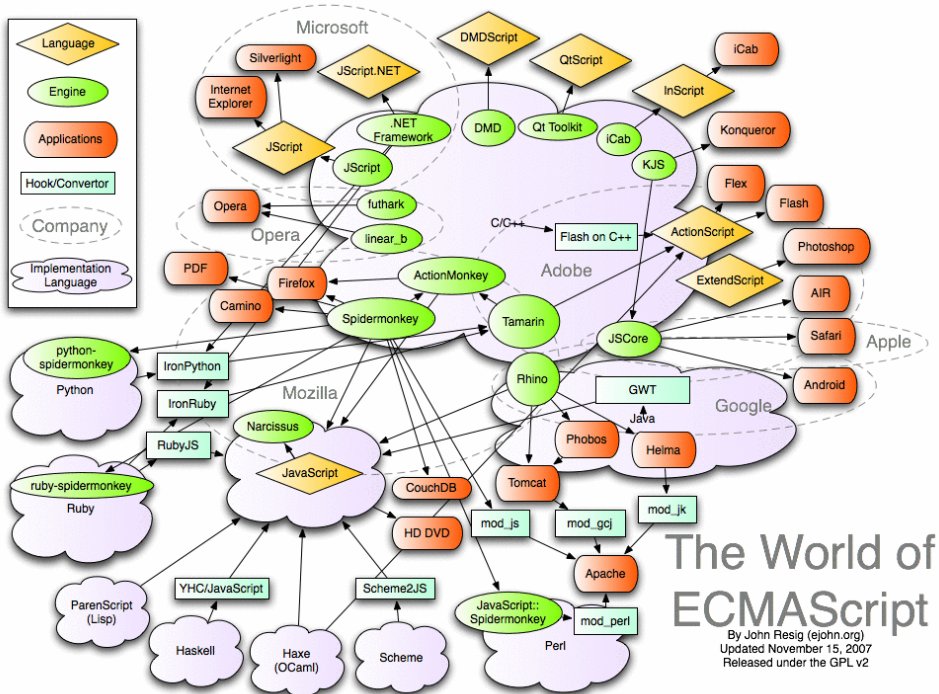 Language
Engine
Applications
Hook/Convertor
Company
Implementation
Language
Microsoft
Silverlight
Internet
Explorer
JScript.NET
JScript
.NET
Framework
JScript
DMDScript
QtScript
InScript
iCab
DMD
Qt Toolkit
iCab
KJS
Konqueror
Opera
futhark
linear_b
Opera
C/C++
Flash on C++
ActionScript
Flex
Flash
Photoshop
Adobe
ExtendScript
PDF
Firefox
Camino
ActionMonkey
Spidermonkey
Tamarin
AIR
JSCore
Safari
Apple
Android
python-
spidermonkey
Python
IronPython
IronRuby
RubyJS
ruby-spidermonkey
Ruby
Mozilla
Narcissus
JavaScript
Rhino
GWT
Java
Google
Phobos
Helma
CouchDB
Tomcat
HD DVD
mod_js
mod_gcj
mod_jk
Apache
ParenScript
(Lisp)
YHC/JavaScript
Haskell
Haxe
(OCaml)
Scheme2JS
Scheme
JavaScript::
Spidermonkey
mod_perl
Perl
The World of
ECMAScript
By John Resig (ejohn.org)
Updated November 15, 2007
Released under the GPL v2